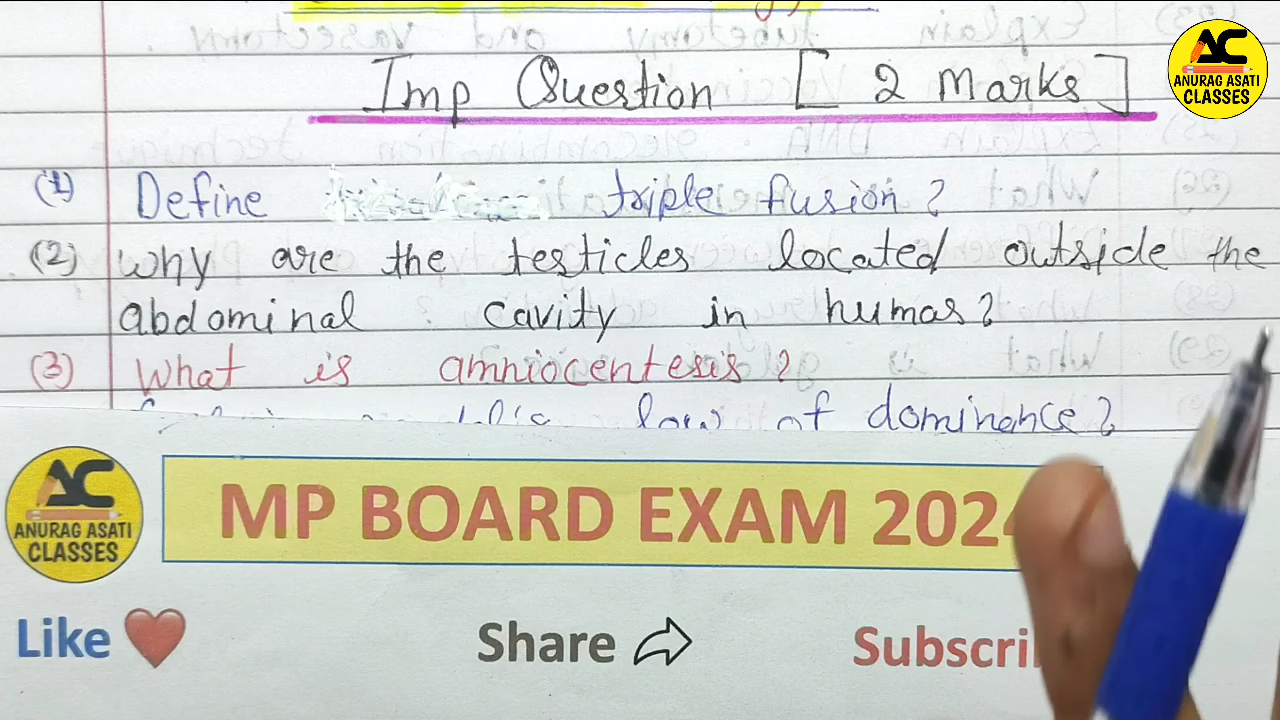 AC
ANURAG ASATI
CLASSES
Imp Question [ 2 Marks ]
(1) Define triple fusion ?
(2) Why are the testicles located outside the
abdominal cavity in humas ?
(3) What is amniocentesis ?
law of dominance ?
AC
ANURAG ASATI
CLASSES
MP BOARD EXAM 202
Like
Share
Subscri